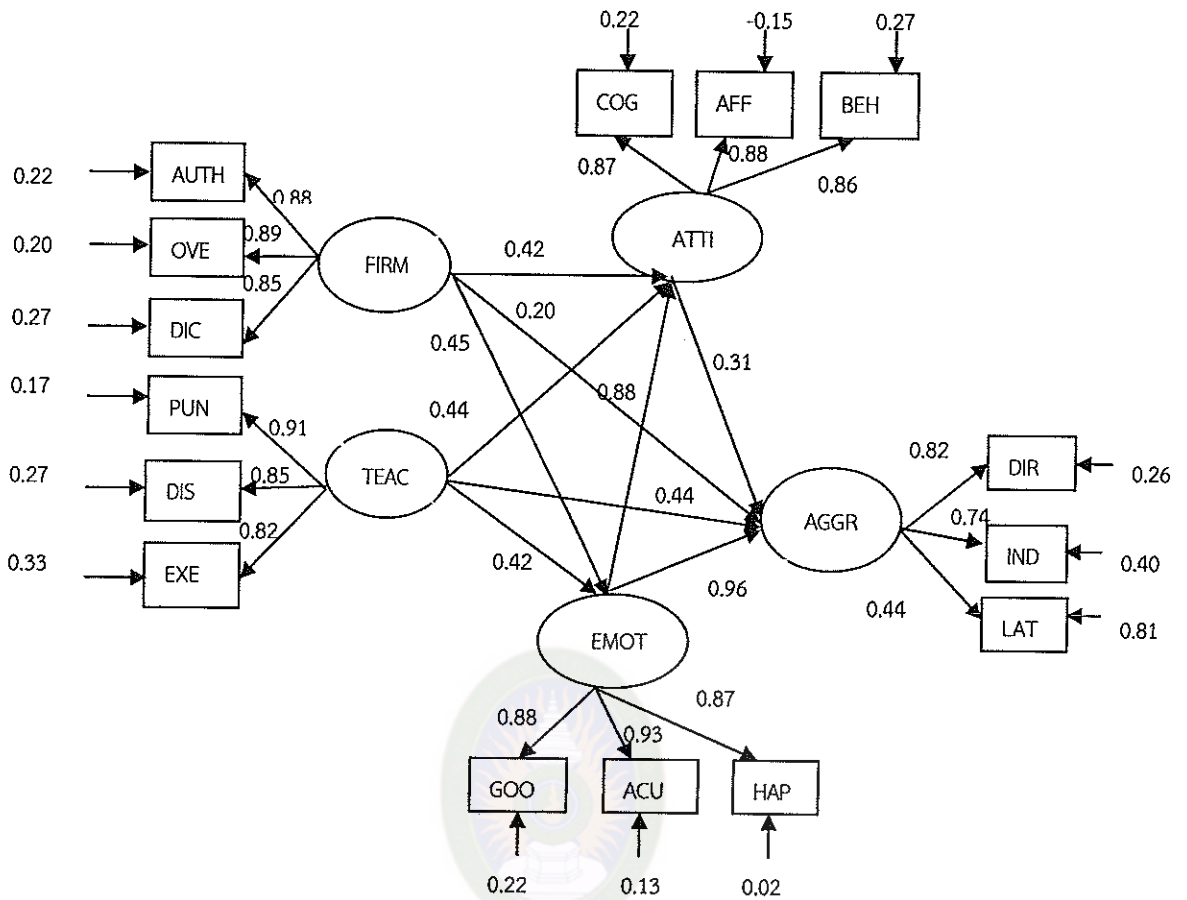 0.22 -0.15 0.27
COG AFF BEH
0.87 0.88 0.86
0.22 AUTH 0.88
0.20 OVE 0.89 FIRM 0.42 ATTI
0.27 DIC 0.85 0.45 0.20 0.31
0.17 PUN 0.91 0.44 0.88
0.27 DIS 0.85 TEAC 0.44 AGGR 0.82 DIR 0.26
0.33 EXE 0.82 0.42 0.96 0.74 IND 0.40
EMOT 0.44 LAT 0.81
0.88 0.93 0.87
GOO ACU HAP
0.22 0.13 0.02